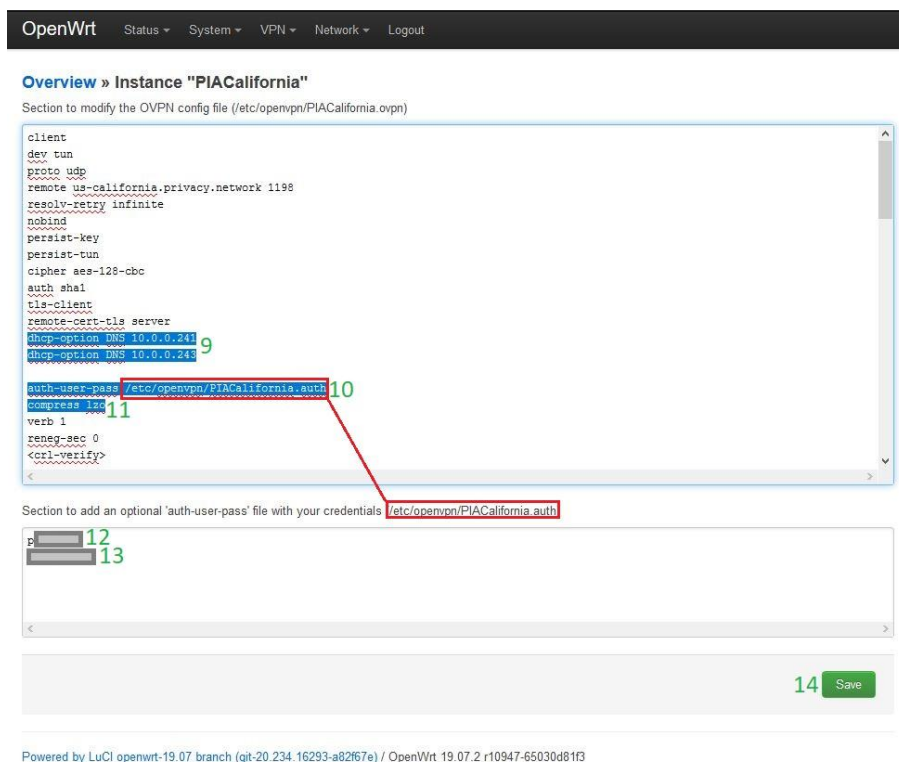 OpenWrt Status System VPN Network Logout
Overview » Instance "PIACalifornia"
Section to modify the OVPN config file (/etc/openvpn/PIACalifornia.ovpn)
client
dev tun
proto udp
remote us-california.privacy.network 1198
resolv-retry infinite
nobind
persist-key
persist-tun
cipher aes-128-cbc
auth sha1
tls-client
remote-cert-tls server
dhcp-option DNS 10.0.0.241 9
dhcp-option DNS 10.0.0.243
auth-user-pass /etc/openvpn/PIACalifornia.auth 10
compress lzo 11
verb 1
reneg-sec 0
<crl-verify>
Section to add an optional 'auth-user-pass' file with your credentials (/etc/openvpn/PIACalifornia.auth)
p 12
13
14 Save
Powered by LuCI openwrt-19.07 branch (git-20.234.16293-a82f67e) / OpenWrt 19.07.2 r10947-65030d81f3